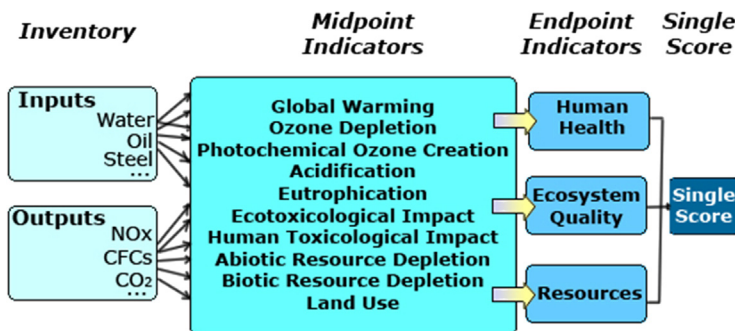 Inventory
Midpoint
Indicators
Endpoint
Indicators
Single
Score
Inputs
Water
Oil
Steel
...
Outputs
NOx
CFCs
CO₂
...
Global Warming
Ozone Depletion
Photochemical Ozone Creation
Acidification
Eutrophication
Ecotoxicological Impact
Human Toxicological Impact
Abiotic Resource Depletion
Biotic Resource Depletion
Land Use
Human
Health
Ecosystem
Quality
Resources
Single
Score